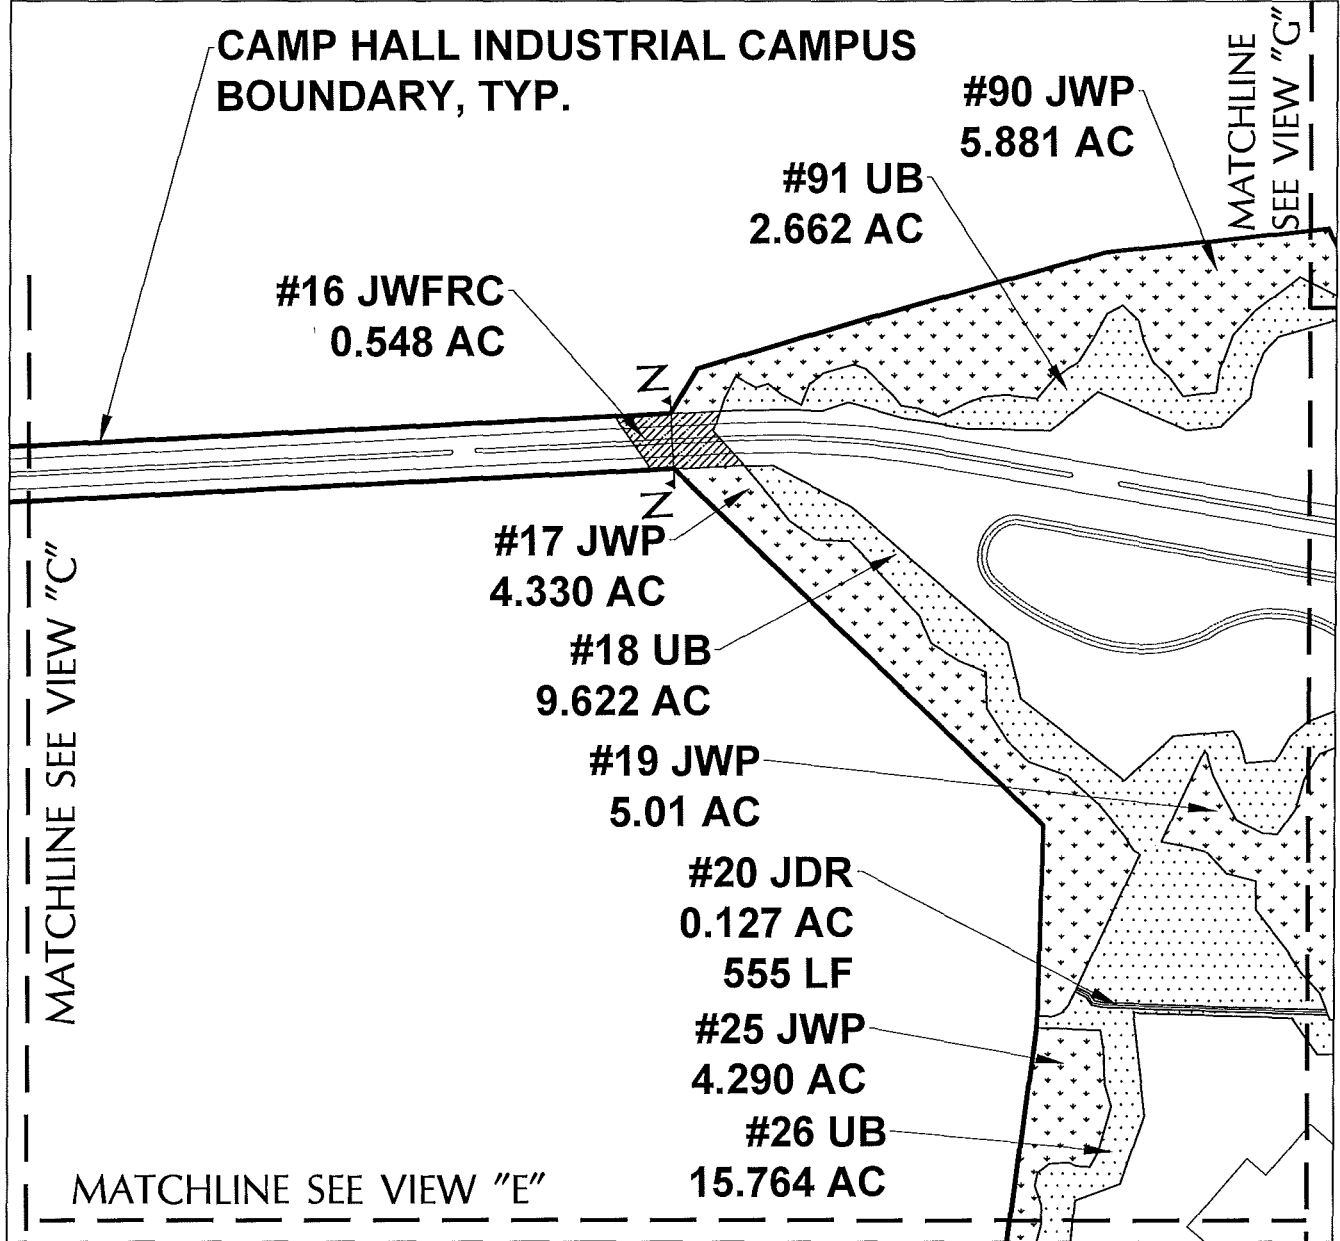 CAMP HALL INDUSTRIAL CAMPUS
BOUNDARY, TYP.
MATCHLINE
SEE VIEW "G"
#90 JWP
5.881 AC
#91 UB
2.662 AC
#16 JWFRC
0.548 AC
N
N
#17 JWP
4.330 AC
#18 UB
9.622 AC
#19 JWP
5.01 AC
#20 JDR
0.127 AC
555 LF
#25 JWP
4.290 AC
#26 UB
15.764 AC
MATCHLINE SEE VIEW "C"
MATCHLINE SEE VIEW "E"